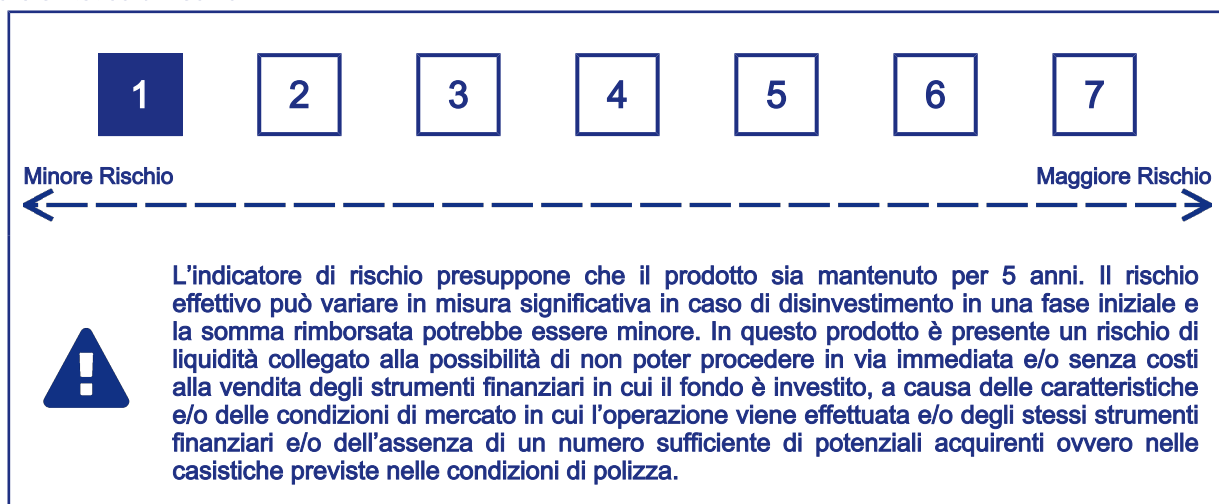 1 2 3 4 5 6 7
Minore Rischio Maggiore Rischio
L'indicatore di rischio presuppone che il prodotto sia mantenuto per 5 anni. Il rischio
effettivo può variare in misura significativa in caso di disinvestimento in una fase iniziale e
la somma rimborsata potrebbe essere minore. In questo prodotto è presente un rischio di
liquidità collegato alla possibilità di non poter procedere in via immediata e/o senza costi
alla vendita degli strumenti finanziari in cui il fondo è investito, a causa delle caratteristiche
e/o delle condizioni di mercato in cui l'operazione viene effettuata e/o degli stessi strumenti
finanziari e/o dell'assenza di un numero sufficiente di potenziali acquirenti ovvero nelle
casistiche previste nelle condizioni di polizza.